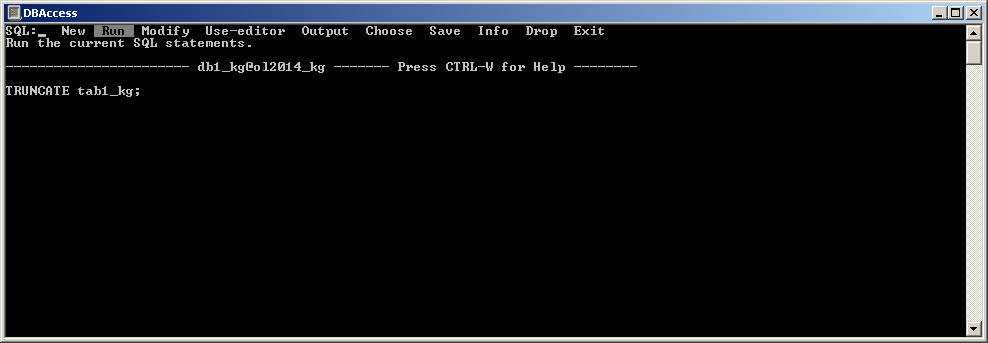 DBAccess
SQL:_ New Run Modify Use-editor Output Choose Save Info Drop Exit
Run the current SQL statements.
----------------------- db1_kg@ol2014_kg ------- Press CTRL-W for Help --------
TRUNCATE tab1_kg;